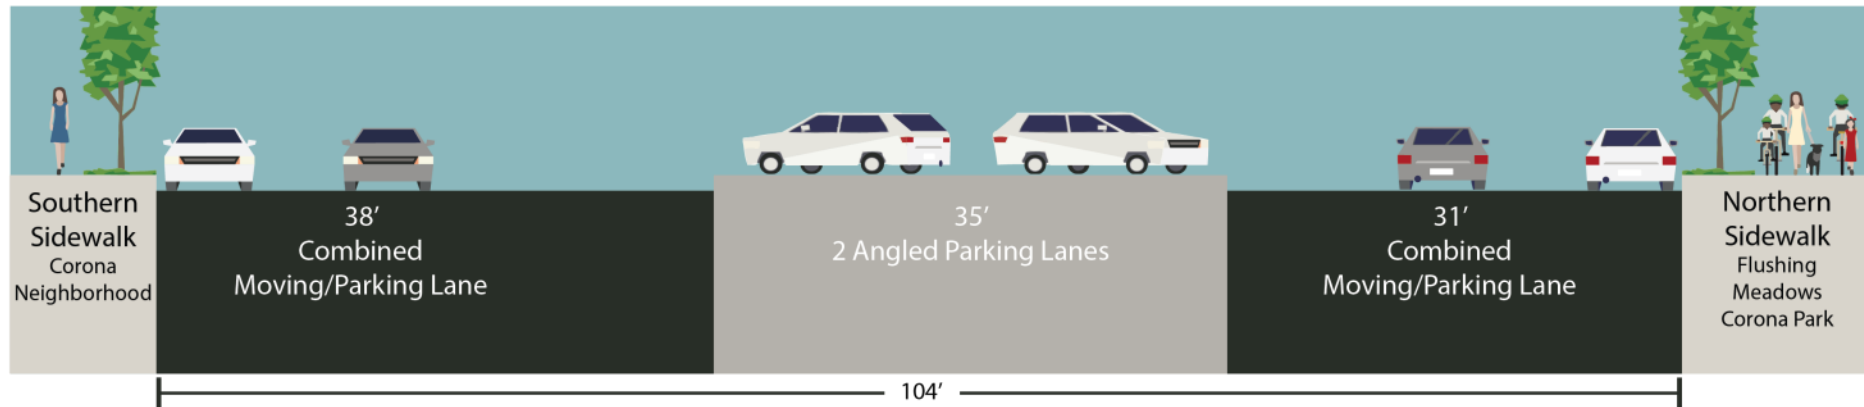 Southern
Sidewalk
Corona
Neighborhood
38’
Combined
Moving/Parking Lane
35’
2 Angled Parking Lanes
31’
Combined
Moving/Parking Lane
Northern
Sidewalk
Flushing
Meadows
Corona Park
104’